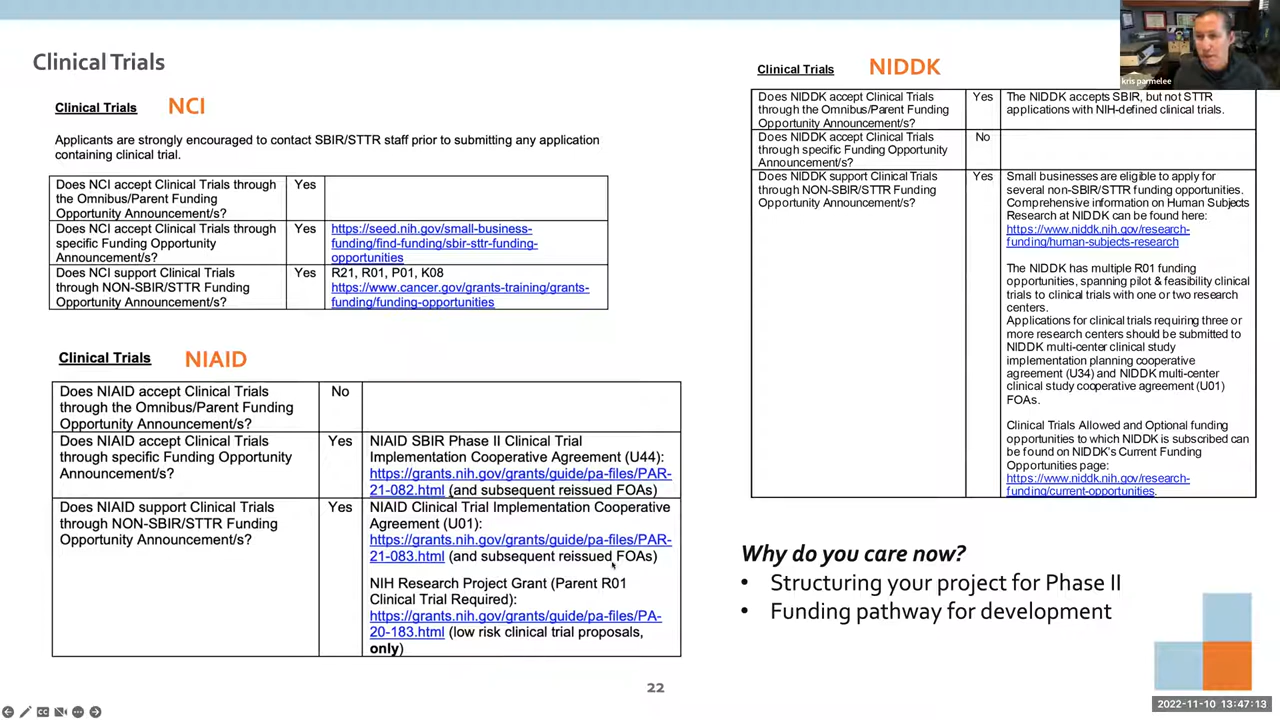 Clinical Trials
Clinical Trials NCI
Applicants are strongly encouraged to contact SBIR/STTR staff prior to submitting any application
containing clinical trial.
Does NCI accept Clinical Trials through
the Omnibus/Parent Funding
Opportunity Announcement/s?
Yes
Does NCI accept Clinical Trials through
specific Funding Opportunity
Announcement/s?
Yes
https://seed.nih.gov/small-business-
funding/find-funding/sbir-sttr-funding-
opportunities
Does NCI support Clinical Trials
through NON-SBIR/STTR Funding
Opportunity Announcement/s?
Yes
R21, R01, P01, K08
https://www.cancer.gov/grants-training/grants-
funding/funding-opportunities
Clinical Trials NIAID
Does NIAID accept Clinical Trials
through the Omnibus/Parent Funding
Opportunity Announcement/s?
No
Does NIAID accept Clinical Trials
through specific Funding Opportunity
Announcement/s?
Yes
NIAID SBIR Phase II Clinical Trial
Implementation Cooperative Agreement (U44):
https://grants.nih.gov/grants/guide/pa-files/PAR-
21-082.html (and subsequent reissued FOAs)
Does NIAID support Clinical Trials
through NON-SBIR/STTR Funding
Opportunity Announcement/s?
Yes
NIAID Clinical Trial Implementation Cooperative
Agreement (U01):
https://grants.nih.gov/grants/guide/pa-files/PAR-
21-083.html (and subsequent reissued FOAs)
NIH Research Project Grant (Parent R01
Clinical Trial Required):
https://grants.nih.gov/grants/guide/pa-files/PA-
20-183.html (low risk clinical trial proposals,
only)
Clinical Trials NIDDK
Does NIDDK accept Clinical Trials
through the Omnibus/Parent Funding
Opportunity Announcement/s?
Yes
The NIDDK accepts SBIR, but not STTR
applications with NIH-defined clinical trials.
Does NIDDK accept Clinical Trials
through specific Funding Opportunity
Announcement/s?
No
Does NIDDK support Clinical Trials
through NON-SBIR/STTR Funding
Opportunity Announcement/s?
Yes
Small businesses are eligible to apply for
several non-SBIR/STTR funding opportunities.
Comprehensive information on Human Subjects
Research at NIDDK can be found here:
https://www.niddk.nih.gov/research-
funding/human-subjects-research
The NIDDK has multiple R01 funding
opportunities, spanning pilot & feasibility clinical
trials to clinical trials with one or two research
centers.
Applications for clinical trials requiring three or
more research centers should be submitted to
NIDDK multi-center clinical study
implementation planning cooperative
agreement (U34) and NIDDK multi-center
clinical study cooperative agreement (U01)
FOAs.
Clinical Trials Allowed and Optional funding
opportunities to which NIDDK is subscribed can
be found on NIDDK's Current Funding
Opportunities page:
https://www.niddk.nih.gov/research-
funding/current-opportunities.
Why do you care now?
• Structuring your project for Phase II
• Funding pathway for development
22
kris parmelee
2022-11-10 13:47:13